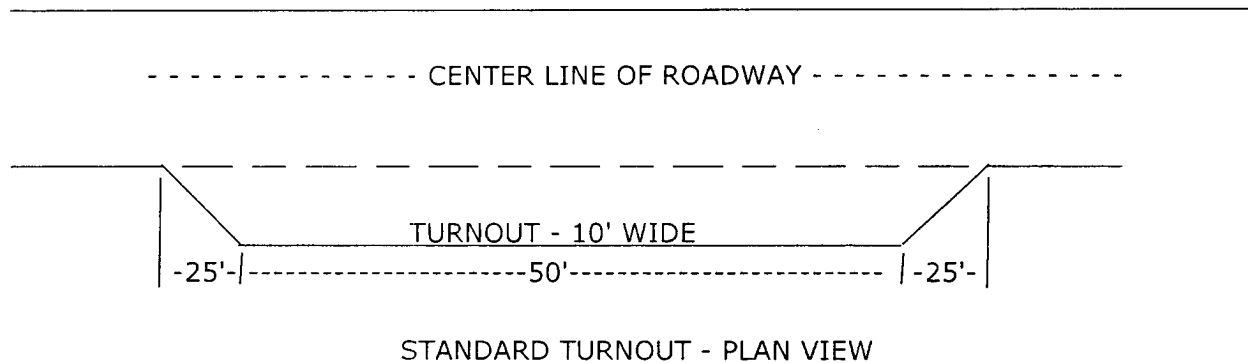 - - - - - - - - - - - - - CENTER LINE OF ROADWAY - - - - - - - - - - - - - - -
TURNOUT - 10' WIDE
-25'-|----------------------------50'----------------------------------- | -25'-
STANDARD TURNOUT - PLAN VIEW